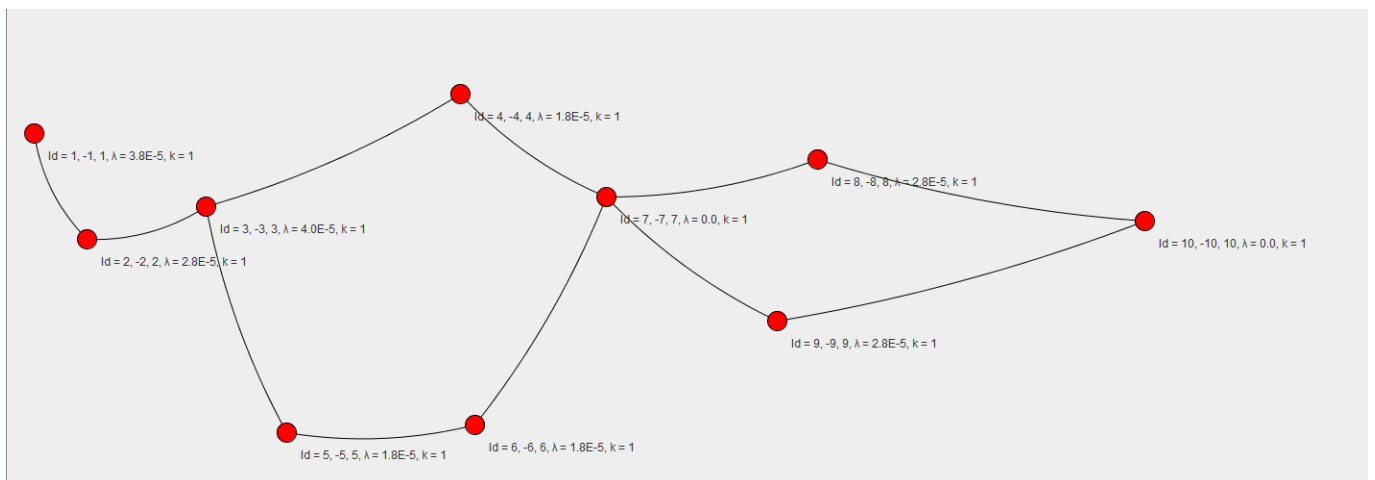 Id = 4, -4, 4, λ = 1.8E-5, k = 1
Id = 1, -1, 1, λ = 3.8E-5, k = 1
Id = 8, -8, 8, λ = 2.8E-5, k = 1
Id = 3, -3, 3, λ = 4.0E-5, k = 1
Id = 7, -7, 7, λ = 0.0, k = 1
Id = 10, -10, 10, λ = 0.0, k = 1
Id = 2, -2, 2, λ = 2.8E-5, k = 1
Id = 9, -9, 9, λ = 2.8E-5, k = 1
Id = 5, -5, 5, λ = 1.8E-5, k = 1
Id = 6, -6, 6, λ = 1.8E-5, k = 1